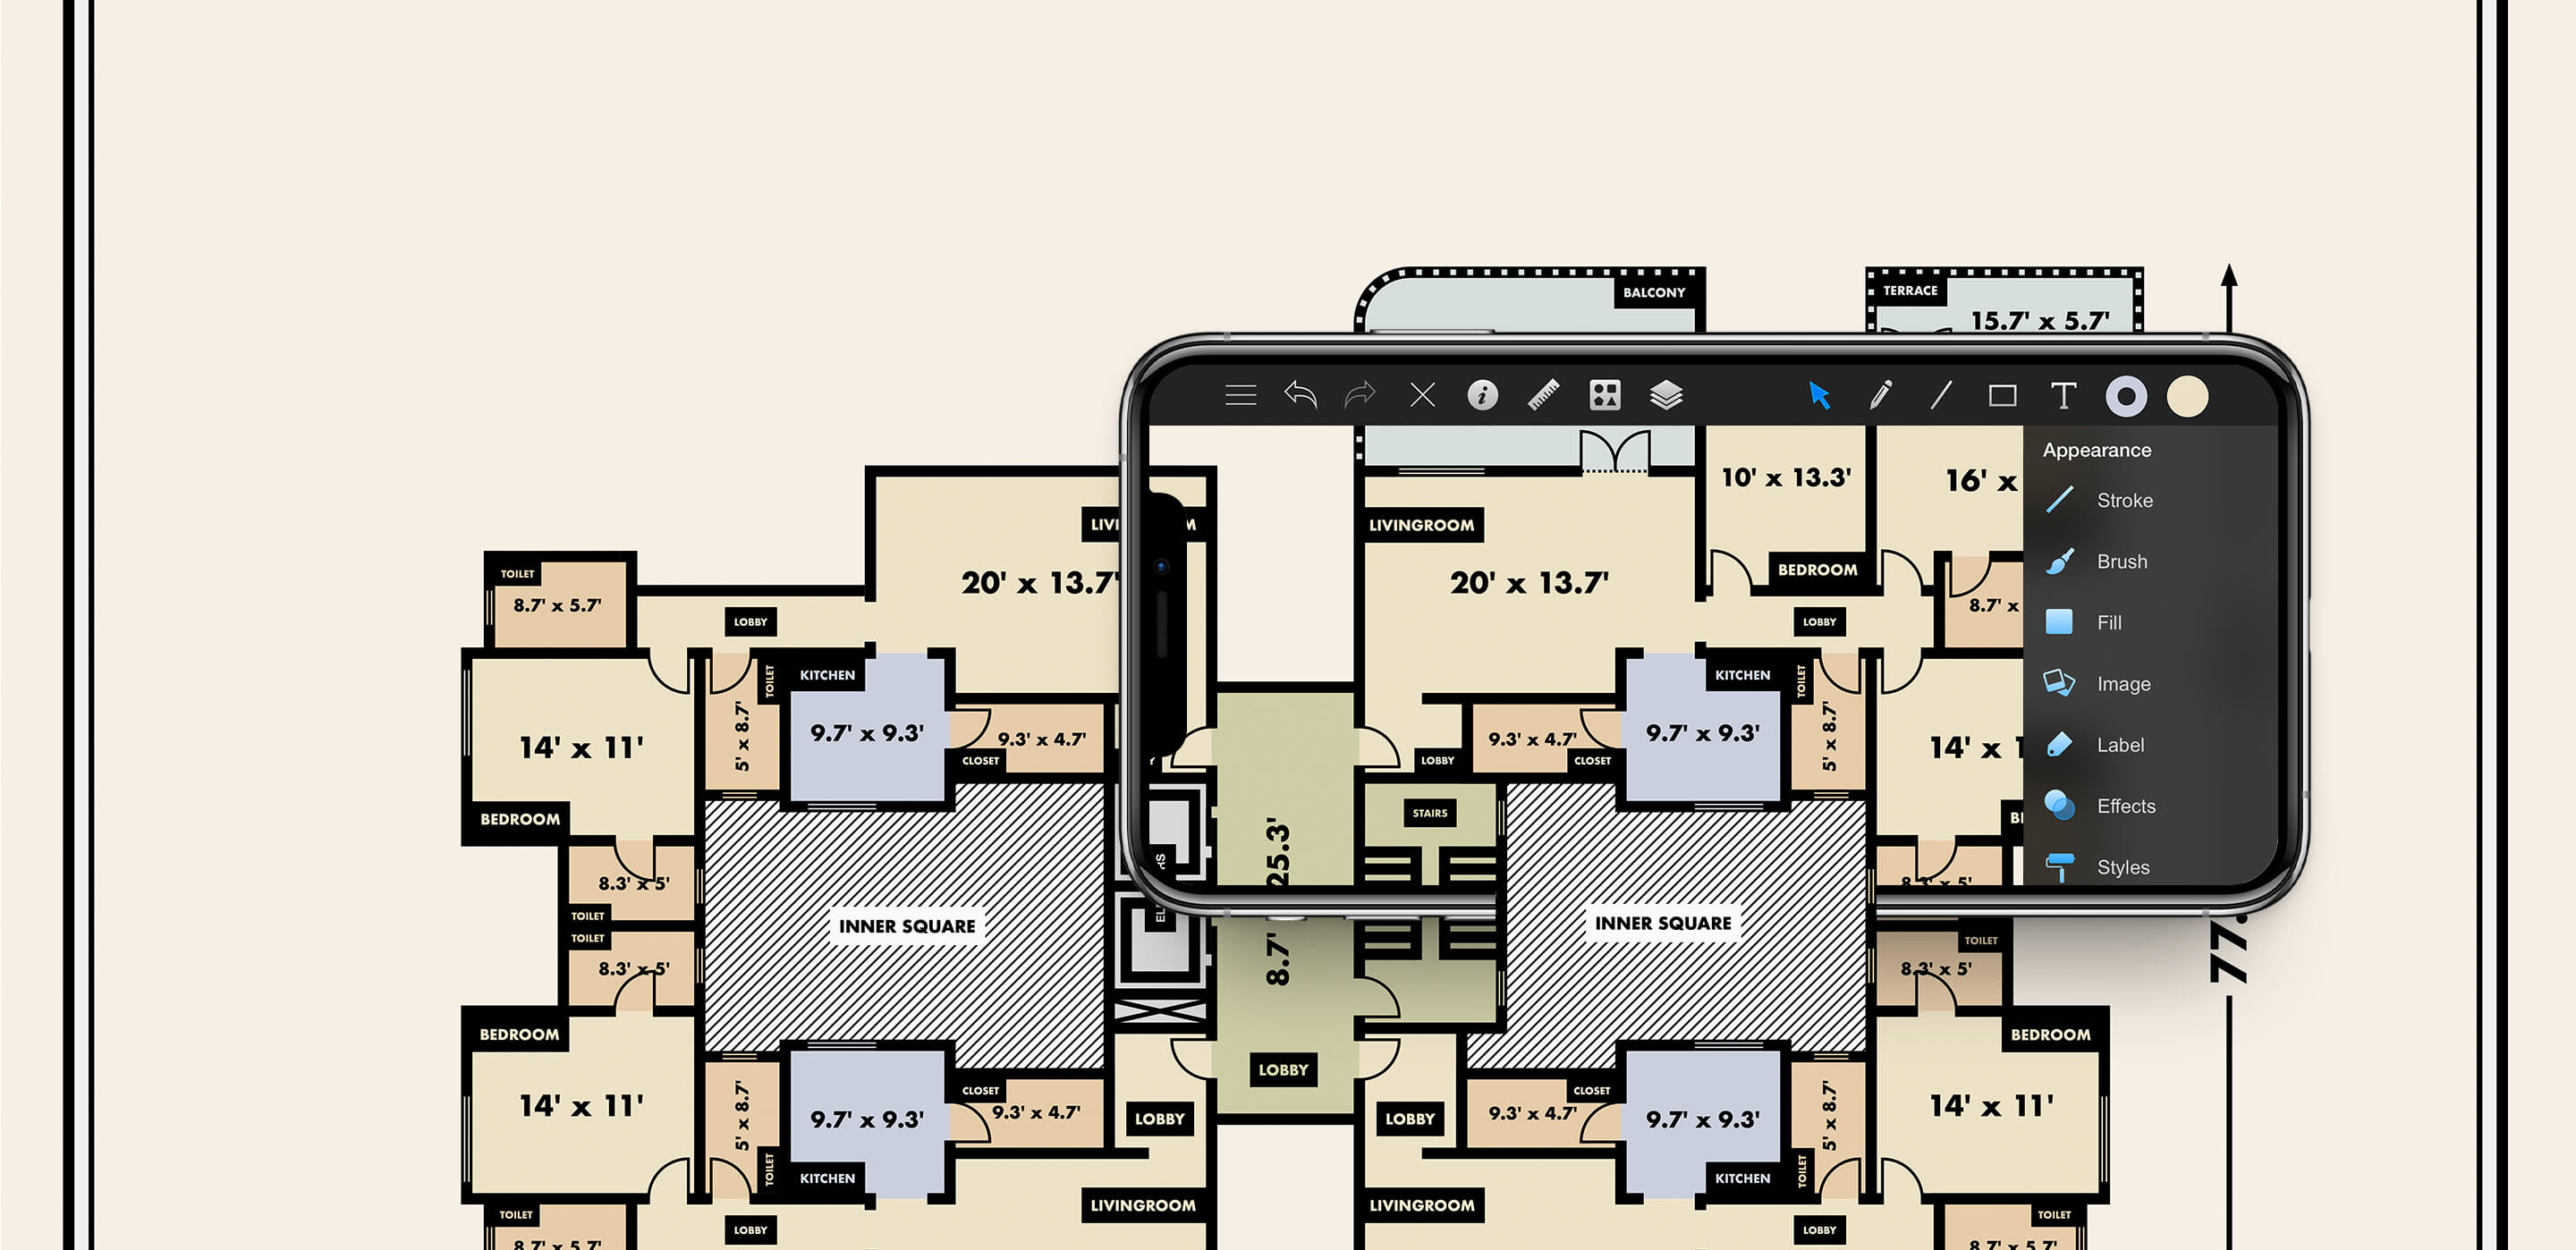 BALCONY
TERRACE
15.7' x 5.7'
Appearance
Stroke
Brush
Fill
Image
Label
Effects
Styles
10' x 13.3'
16' x
LIVINGROOM
20' x 13.7'
20' x 13.7'
BEDROOM
TOILET
8.7' x 5.7'
8.7' x
LOBBY
LOBBY
TOILET
KITCHEN
KITCHEN
TOILET
5' x 8.7'
9.7' x 9.3'
9.3' x 4.7'
CLOSET
LOBBY
9.3' x 4.7'
CLOSET
9.7' x 9.3'
5' x 8.7'
14' x 11'
14' x
BEDROOM
STAIRS
25.3'
8.3' x 5'
TOILET
8.3' x 5'
INNER SQUARE
INNER SQUARE
TOILET
8.3' x 5'
8.7'
TOILET
8.3' x 5'
77.
BEDROOM
BEDROOM
14' x 11'
14' x 11'
LOBBY
5' x 8.7'
TOILET
9.7' x 9.3'
KITCHEN
CLOSET
9.3' x 4.7'
LOBBY
LOBBY
CLOSET
9.3' x 4.7'
9.7' x 9.3'
KITCHEN
5' x 8.7'
TOILET
LIVINGROOM
LIVINGROOM
TOILET
8.7' x 5.7'
LOBBY
LOBBY
TOILET
8.7' x 5.7'